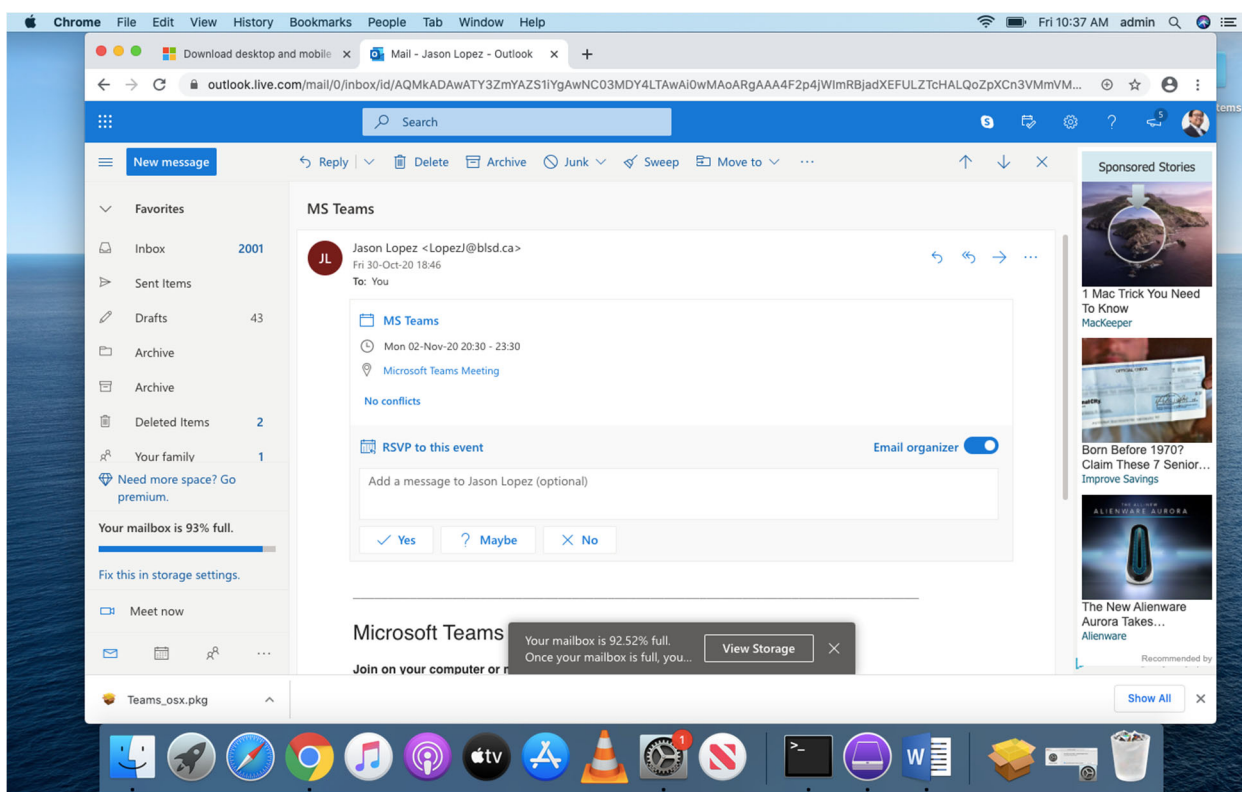 Chrome File Edit View History Bookmarks People Tab Window Help Fri 10:37 AM admin
Download desktop and mobile × Mail - Jason Lopez - Outlook × +
outlook.live.com/mail/0/inbox/id/AQMkADAwATY3ZmYAZS1iYgAwNC03MDY4LTAwAi0wMAoARgAAA4F2p4jWImRBjadXEFULZTcHALQoZpXCn3VMmVM...
Search
5
tems
New message
Reply Delete Archive Junk Sweep Move to ...
Favorites
Inbox 2001
Sent Items
Drafts 43
Archive
Archive
Deleted Items 2
Your family 1
Need more space? Go
premium.
Your mailbox is 93% full.
Fix this in storage settings.
Meet now
...
MS Teams
JL
Jason Lopez <LopezJ@blsd.ca>
Fri 30-Oct-20 18:46
To: You
MS Teams
Mon 02-Nov-20 20:30 - 23:30
Microsoft Teams Meeting
No conflicts
RSVP to this event Email organizer
Add a message to Jason Lopez (optional)
Yes ? Maybe No
Microsoft Teams
Join on your computer or
Your mailbox is 92.52% full.
Once your mailbox is full, you...
View Storage
Sponsored Stories
1 Mac Trick You Need
To Know
MacKeeper
OFFICIAL CHECK
Born Before 1970?
Claim These 7 Senior...
Improve Savings
ALIENWARE AURORA
The New Alienware
Aurora Takes...
Alienware
Recommended by
Teams_osx.pkg Show All
tv
1
N
W